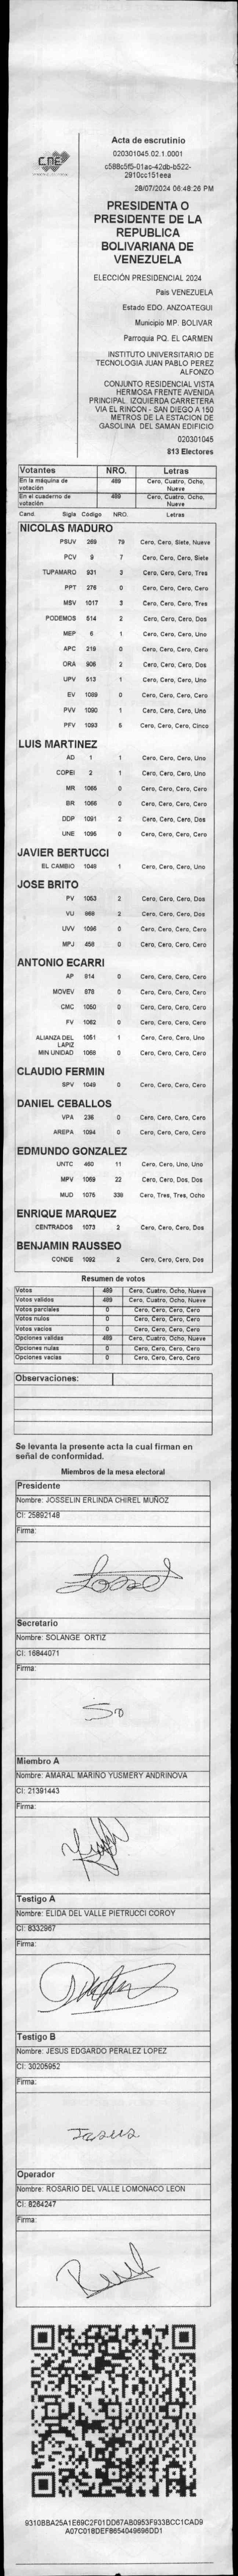 CNE
Acta de escrutinio
020301045.02.1.0001
c588c5f5-01ac-42db-b522-
2910cc151eea
28/07/2024 06:48:26 PM
PRESIDENTA O
PRESIDENTE DE LA
REPUBLICA
BOLIVARIANA DE
VENEZUELA
ELECCIÓN PRESIDENCIAL 2024
País VENEZUELA
Estado EDO. ANZOATEGUI
Municipio MP. BOLIVAR
Parroquia PQ. EL CARMEN
INSTITUTO UNIVERSITARIO DE
TECNOLOGIA JUAN PABLO PEREZ
ALFONZO
CONJUNTO RESIDENCIAL VISTA
HERMOSA FRENTE AVENIDA
PRINCIPAL. IZQUIERDA CARRETERA
VIA EL RINCON - SAN DIEGO A 150
METROS DE LA ESTACION DE
GASOLINA DEL SAMAN EDIFICIO
020301045
813 Electores
Votantes NRO. Letras
En la máquina de votación 489 Cero, Cuatro, Ocho, Nueve
En el cuaderno de votación 489 Cero, Cuatro, Ocho, Nueve
Cand. Sigla Código NRO. Letras
NICOLAS MADURO
PSUV 269 79 Cero, Cero, Siete, Nueve
PCV 9 7 Cero, Cero, Cero, Siete
TUPAMARO 931 3 Cero, Cero, Cero, Tres
PPT 276 0 Cero, Cero, Cero, Cero
MSV 1017 3 Cero, Cero, Cero, Tres
PODEMOS 514 2 Cero, Cero, Cero, Dos
MEP 6 1 Cero, Cero, Cero, Uno
APC 219 0 Cero, Cero, Cero, Cero
ORA 906 2 Cero, Cero, Cero, Dos
UPV 513 1 Cero, Cero, Cero, Uno
EV 1089 0 Cero, Cero, Cero, Cero
PVV 1090 1 Cero, Cero, Cero, Uno
PFV 1093 5 Cero, Cero, Cero, Cinco
LUIS MARTINEZ
AD 1 1 Cero, Cero, Cero, Uno
COPEI 2 1 Cero, Cero, Cero, Uno
MR 1085 0 Cero, Cero, Cero, Cero
BR 1066 0 Cero, Cero, Cero, Cero
DDP 1091 2 Cero, Cero, Cero, Dos
UNE 1095 0 Cero, Cero, Cero, Cero
JAVIER BERTUCCI
EL CAMBIO 1048 1 Cero, Cero, Cero, Uno
JOSE BRITO
PV 1053 2 Cero, Cero, Cero, Dos
VU 968 2 Cero, Cero, Cero, Dos
UVV 1096 0 Cero, Cero, Cero, Cero
MPJ 458 0 Cero, Cero, Cero, Cero
ANTONIO ECARRI
AP 914 0 Cero, Cero, Cero, Cero
MOVEV 878 0 Cero, Cero, Cero, Cero
CMC 1050 0 Cero, Cero, Cero, Cero
FV 1062 0 Cero, Cero, Cero, Cero
ALIANZA DEL LAPIZ 1051 1 Cero, Cero, Cero, Uno
MIN UNIDAD 1068 0 Cero, Cero, Cero, Cero
CLAUDIO FERMIN
SPV 1049 0 Cero, Cero, Cero, Cero
DANIEL CEBALLOS
VPA 236 0 Cero, Cero, Cero, Cero
AREPA 1094 0 Cero, Cero, Cero, Cero
EDMUNDO GONZALEZ
UNTC 460 11 Cero, Cero, Uno, Uno
MPV 1069 22 Cero, Cero, Dos, Dos
MUD 1075 338 Cero, Tres, Tres, Ocho
ENRIQUE MARQUEZ
CENTRADOS 1073 2 Cero, Cero, Cero, Dos
BENJAMIN RAUSSEO
CONDE 1092 2 Cero, Cero, Cero, Dos
Resumen de votos
Votos 489 Cero, Cuatro, Ocho, Nueve
Votos validos 489 Cero, Cuatro, Ocho, Nueve
Votos parciales 0 Cero, Cero, Cero, Cero
Votos nulos 0 Cero, Cero, Cero, Cero
Votos vacios 0 Cero, Cero, Cero, Cero
Opciones validas 489 Cero, Cuatro, Ocho, Nueve
Opciones nulas 0 Cero, Cero, Cero, Cero
Opciones vacias 0 Cero, Cero, Cero, Cero
Observaciones:
Se levanta la presente acta la cual firman en
señal de conformidad.
Miembros de la mesa electoral
Presidente
Nombre: JOSSELIN ERLINDA CHIREL MUÑOZ
CI: 25892148
Firma:
Secretario
Nombre: SOLANGE ORTIZ
CI: 16844071
Firma:
Miembro A
Nombre: AMARAL MARINO YUSMERY ANDRINOVA
CI: 21391443
Firma:
Testigo A
Nombre: ELIDA DEL VALLE PIETRUCCI COROY
CI: 8332967
Firma:
Testigo B
Nombre: JESUS EDGARDO PERALEZ LOPEZ
CI: 30205952
Firma:
Jesus
Operador
Nombre: ROSARIO DEL VALLE LOMONACO LEON
CI: 8264247
Firma:
9310BBA25A1E69C2F01DD67AB0953F933BCC1CAD9
A07C01BDEF8654049696DD1